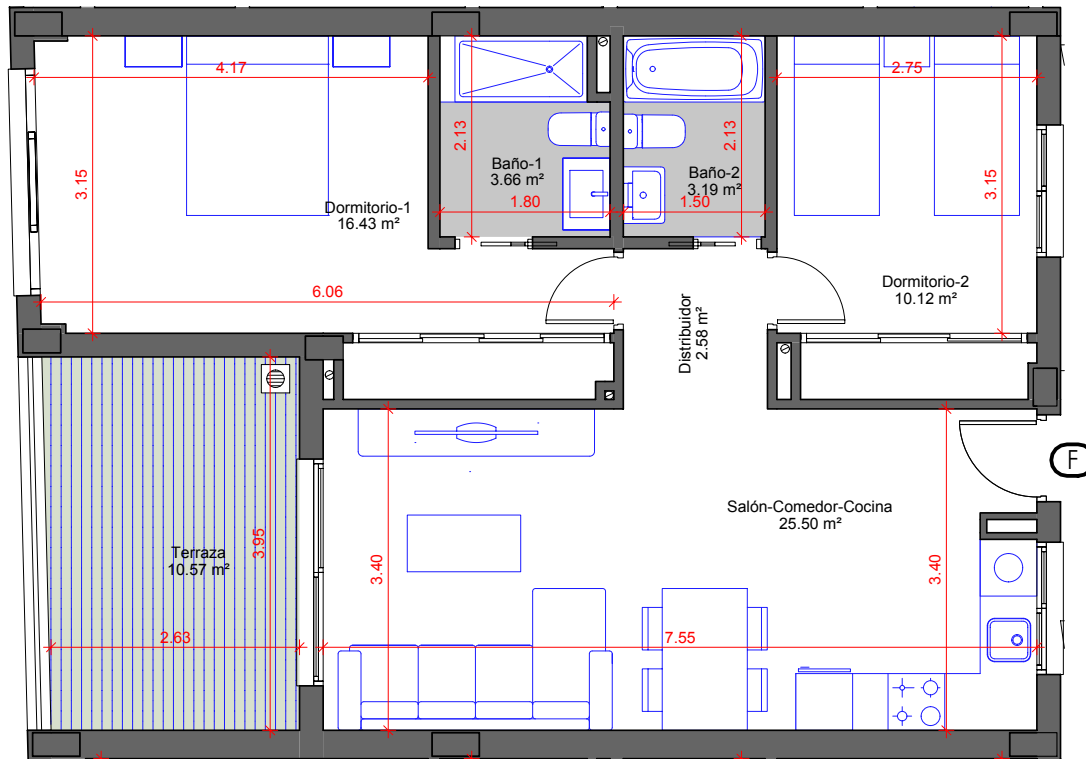 4.17
2.75
2.13
2.13
3.15
3.15
Baño-1
3.66 m²
Baño-2
3.19 m²
1.80
1.50
Dormitorio-1
16.43 m²
6.06
Dormitorio-2
10.12 m²
Distribuidor
2.58 m²
F
Salón-Comedor-Cocina
25.50 m²
Terraza
10.57 m²
3.95
3.40
3.40
2.63
7.55